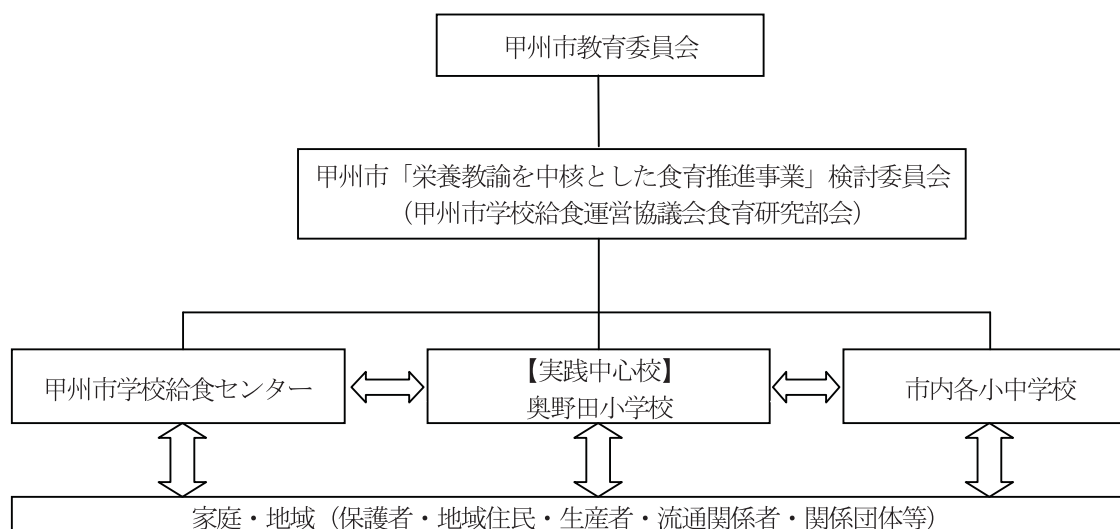 甲州市教育委員会
甲州市「栄養教諭を中核とした食育推進事業」検討委員会
（甲州市学校給食運営協議会食育研究部会）
甲州市学校給食センター
【実践中心校】
奥野田小学校
市内各小中学校
家庭・地域（保護者・地域住民・生産者・流通関係者・関係団体等）